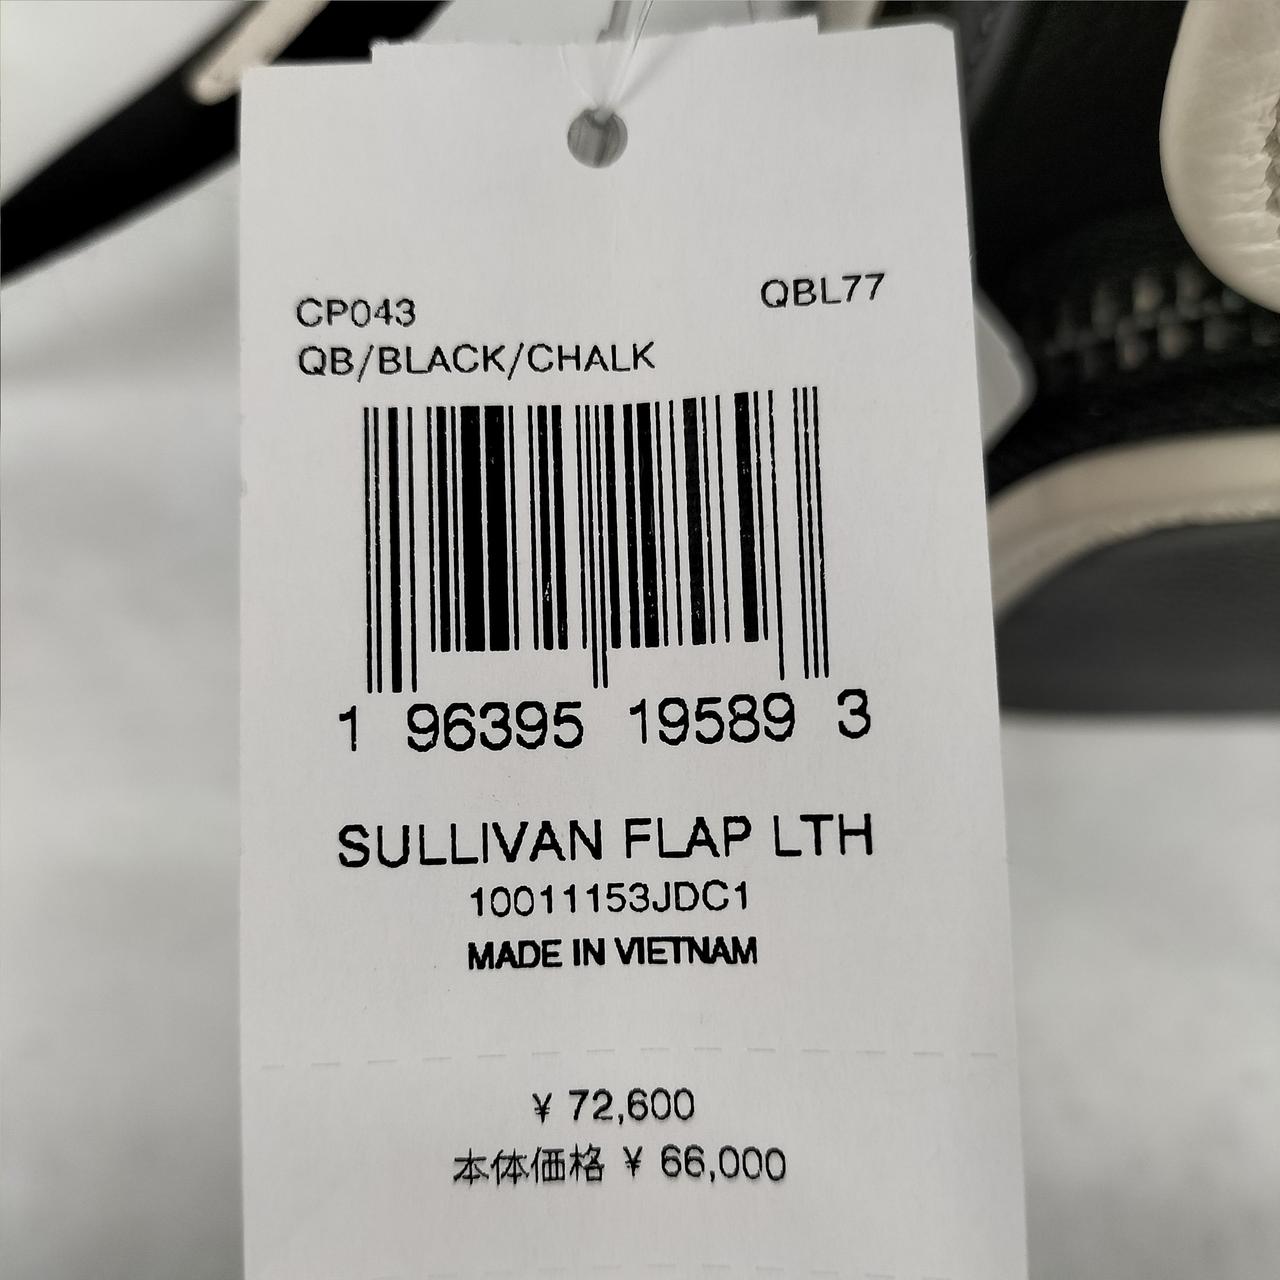 CP043 QBL77
QB/BLACK/CHALK
1 96395 19589 3
SULLIVAN FLAP LTH
10011153JDC1
MADE IN VIETNAM
¥ 72,600
本体価格 ¥ 66,000